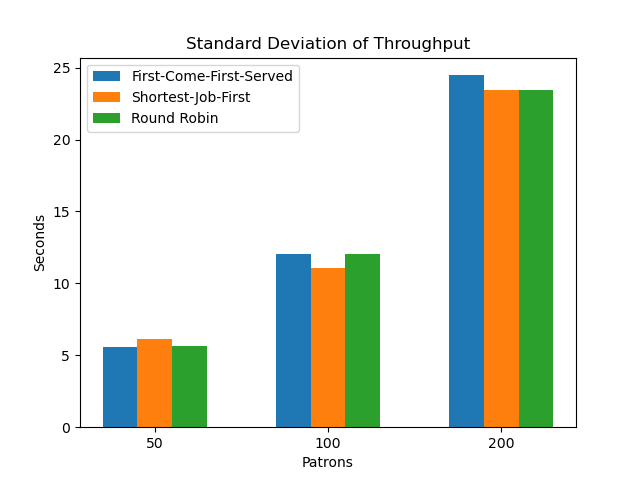 Standard Deviation of Throughput
First-Come-First-Served
Shortest-Job-First
Round Robin
25
20
15
10
5
0
Seconds
50 100 200
Patrons